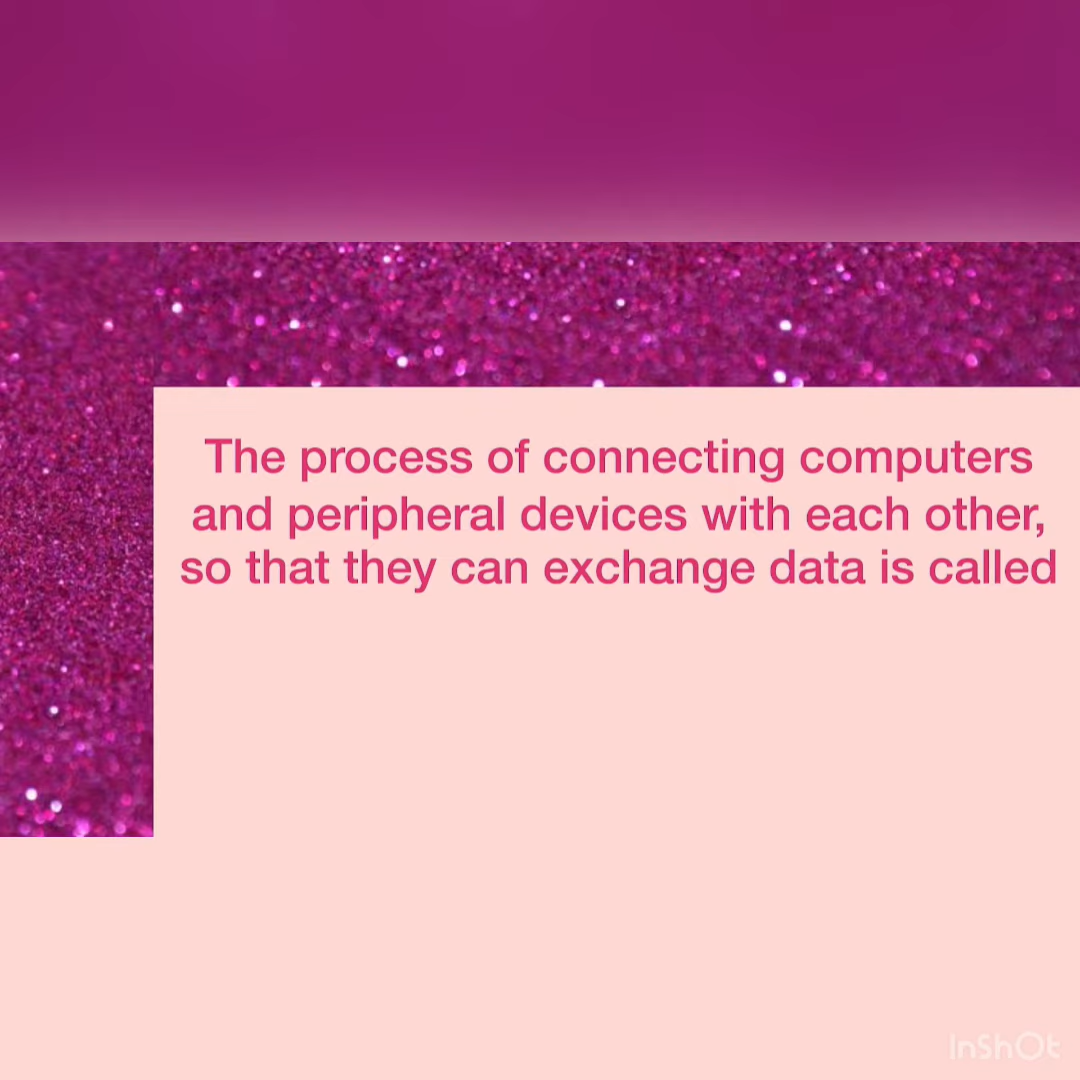 The process of connecting computers
and peripheral devices with each other,
so that they can exchange data is called
InShOt